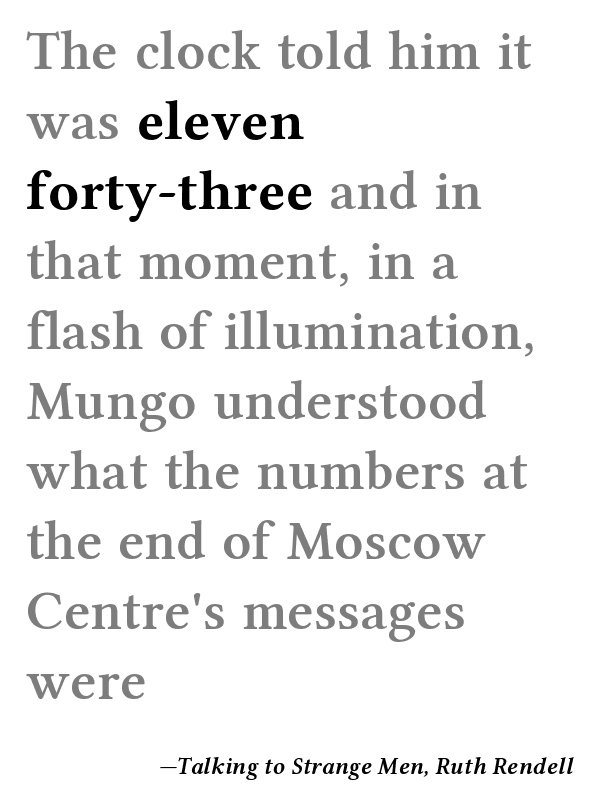 The clock told him it
was eleven
forty-three and in
that moment, in a
flash of illumination,
Mungo understood
what the numbers at
the end of Moscow
Centre's messages
were
—Talking to Strange Men, Ruth Rendell